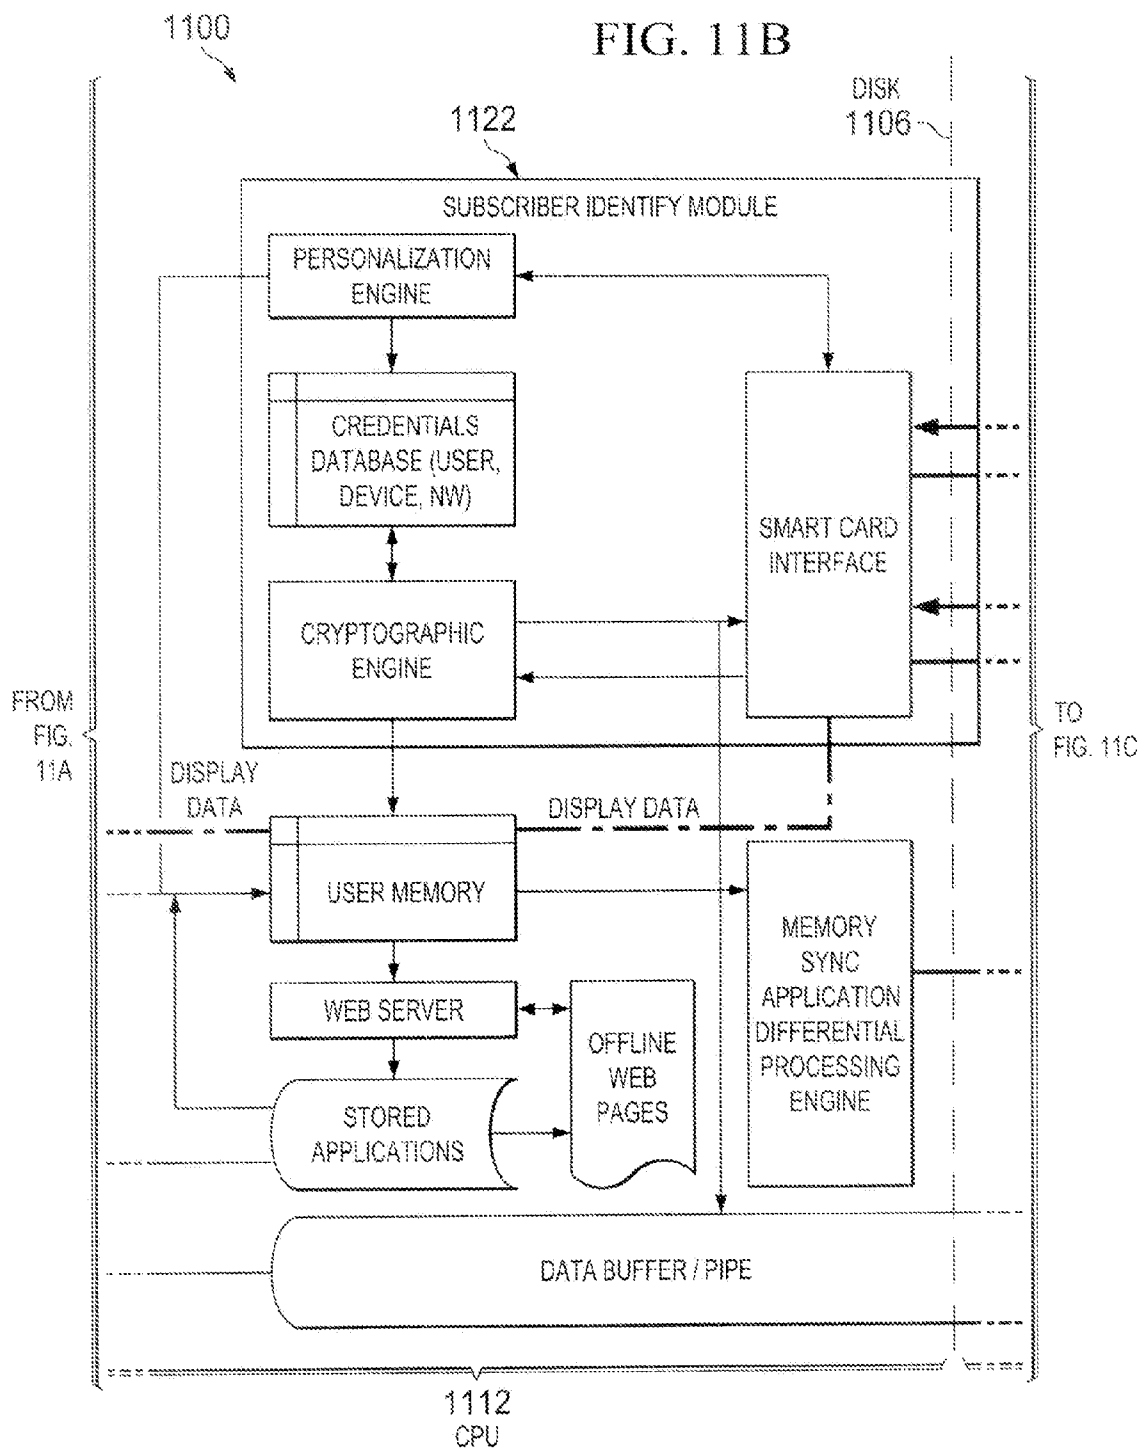 1100
FIG. 11B
DISK
1106
1122
SUBSCRIBER IDENTIFY MODULE
PERSONALIZATION
ENGINE
CREDENTIALS
DATABASE (USER,
DEVICE, NW)
SMART CARD
INTERFACE
CRYPTOGRAPHIC
ENGINE
FROM
FIG.
11A
TO
FIG. 11C
DISPLAY
DATA
DISPLAY DATA
USER MEMORY
MEMORY
SYNC
APPLICATION
DIFFERENTIAL
PROCESSING
ENGINE
WEB SERVER
OFFLINE
WEB
PAGES
STORED
APPLICATIONS
DATA BUFFER / PIPE
1112
CPU